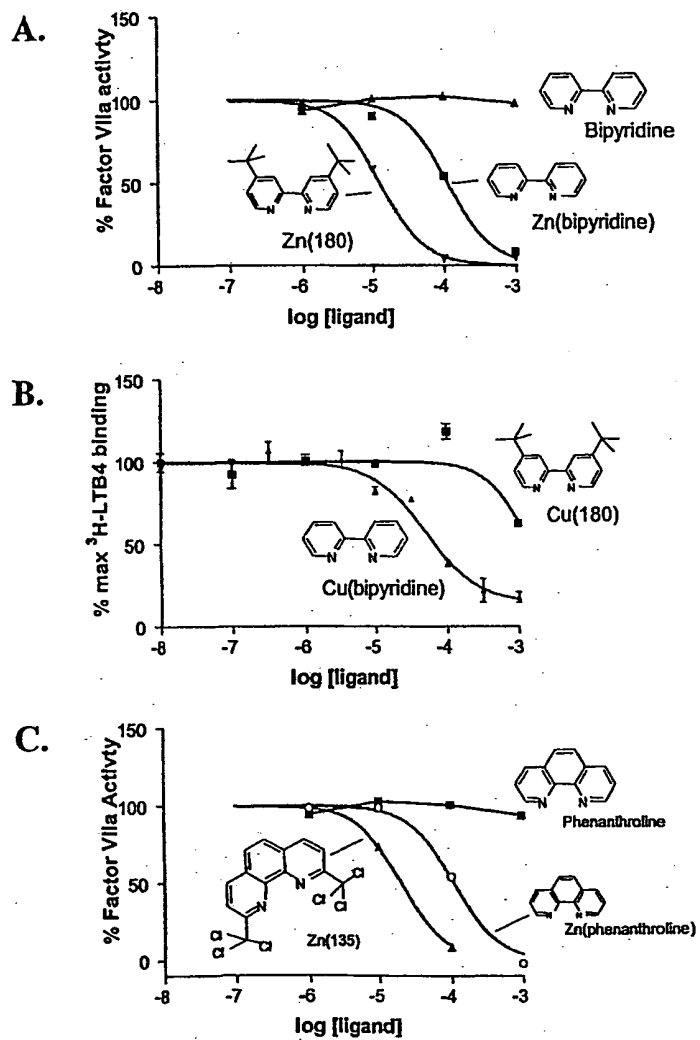 A.
150
100
50
0
% Factor VIIa activty
-8 -7 -6 -5 -4 -3
log [ligand]
N N
Bipyridine
N N
Zn(bipyridine)
N N
Zn(180)
B.
150
100
50
0
% max ³H-LTB4 binding
-8 -7 -6 -5 -4 -3
log [ligand]
N N
Cu(180)
N N
Cu(bipyridine)
C.
150
100
50
0
% Factor VIIa Activty
-8 -7 -6 -5 -4 -3
log [ligand]
N N
Phenanthroline
N N
Zn(phenanthroline)
N N
Cl Cl Cl
Cl Cl Cl
Zn(135)